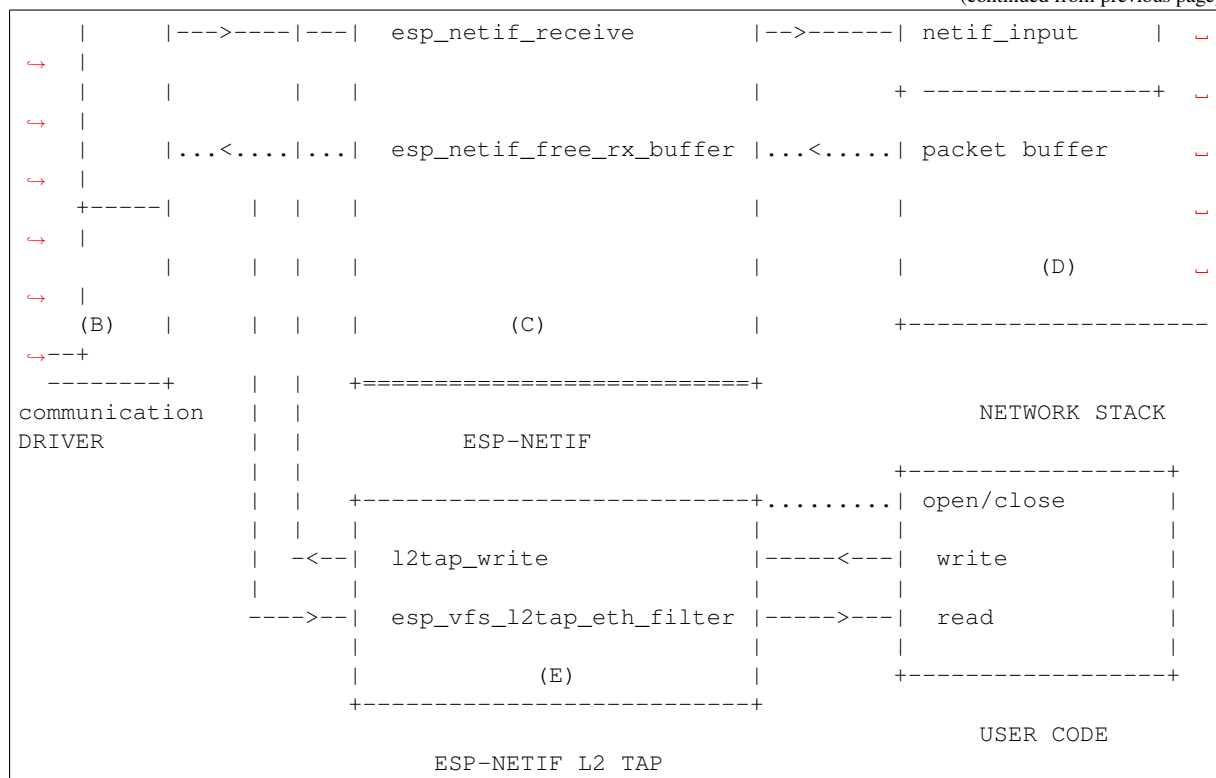 (continued from previous page)
|      |--->----|---|  esp_netif_receive        |-->------| netif_input     |  ␣
↪  |
|      |        |   |                           |         + ----------------+  ␣
↪  |
|      |...<....|...|  esp_netif_free_rx_buffer |...<.....| packet buffer      ␣
↪  |
+-----|     |  |   |                           |         |                    ␣
↪  |
|     |  |   |                           |         |         (D)        ␣
↪  |
(B)    |     |  |   |          (C)              |         +---------------------
↪--+
--------+     |  |   +===========================+
communication   |  |                                               NETWORK STACK
DRIVER          |  |           ESP-NETIF
|  |                                         +------------------+
|  |   +---------------------------+.........| open/close       |
|  |   |                           |         |                  |
|  -<--|  l2tap_write              |-----<---|  write           |
|      |                           |         |                  |
---->--|  esp_vfs_l2tap_eth_filter |----->---|  read            |
|                           |         |                  |
|            (E)            |         +------------------+
+---------------------------+
USER CODE
ESP-NETIF L2 TAP